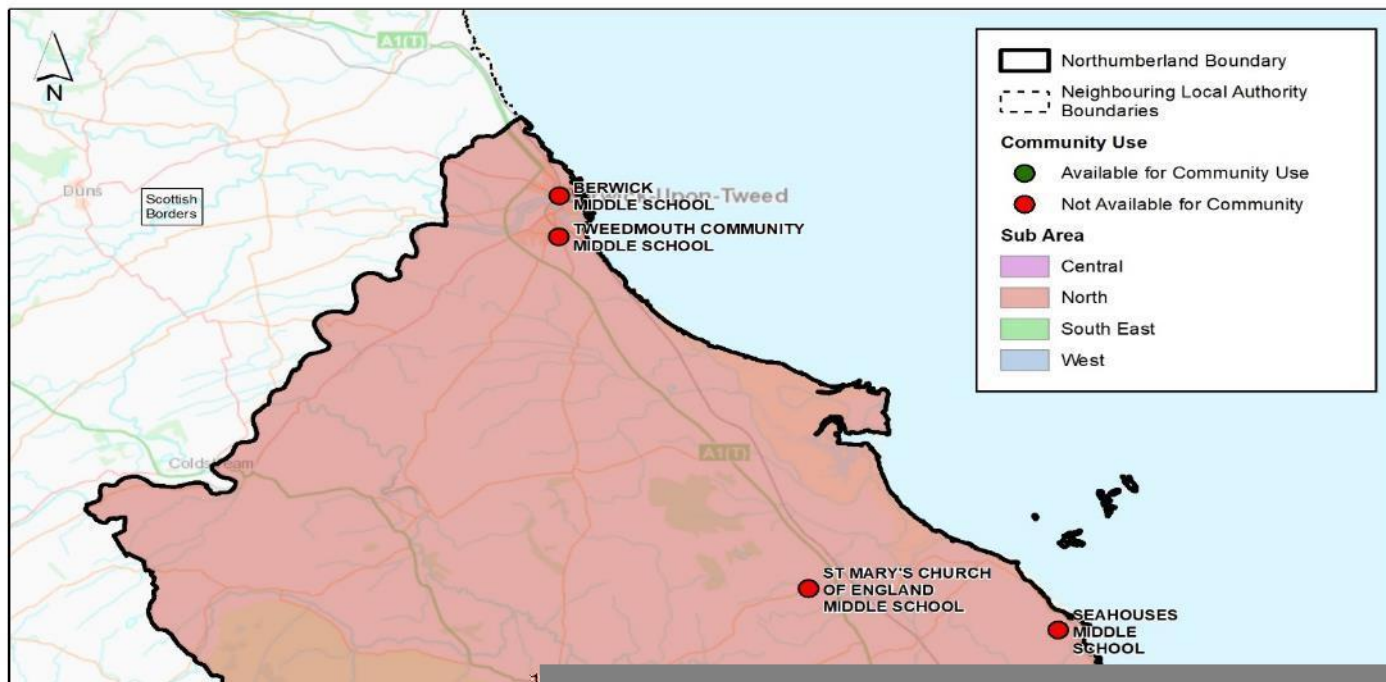 A1(T)
N
Duns
Scottish
Borders
BERWICK
MIDDLE SCHOOL
wick-Upon-Tweed
TWEEDMOUTH COMMUNITY
MIDDLE SCHOOL
Northumberland Boundary
Neighbouring Local Authority
Boundaries
Community Use
Available for Community Use
Not Available for Community
Sub Area
Central
North
South East
West
Coldstream
A1(T)
ST MARY'S CHURCH
OF ENGLAND
MIDDLE SCHOOL
SEAHOUSES
MIDDLE
SCHOOL